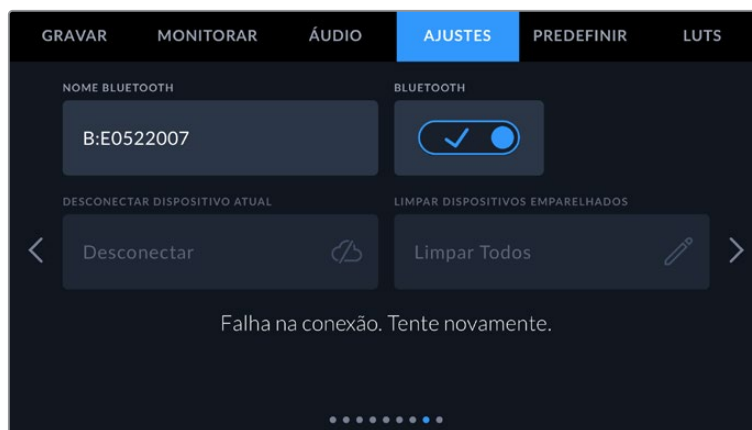 GRAVAR MONITORAR ÁUDIO AJUSTES PREDEFINIR LUTS
NOME BLUETOOTH BLUETOOTH
B:E0522007
DESCONECTAR DISPOSITIVO ATUAL LIMPAR DISPOSITIVOS EMPARELHADOS
Desconectar Limpar Todos
Falha na conexão. Tente novamente.